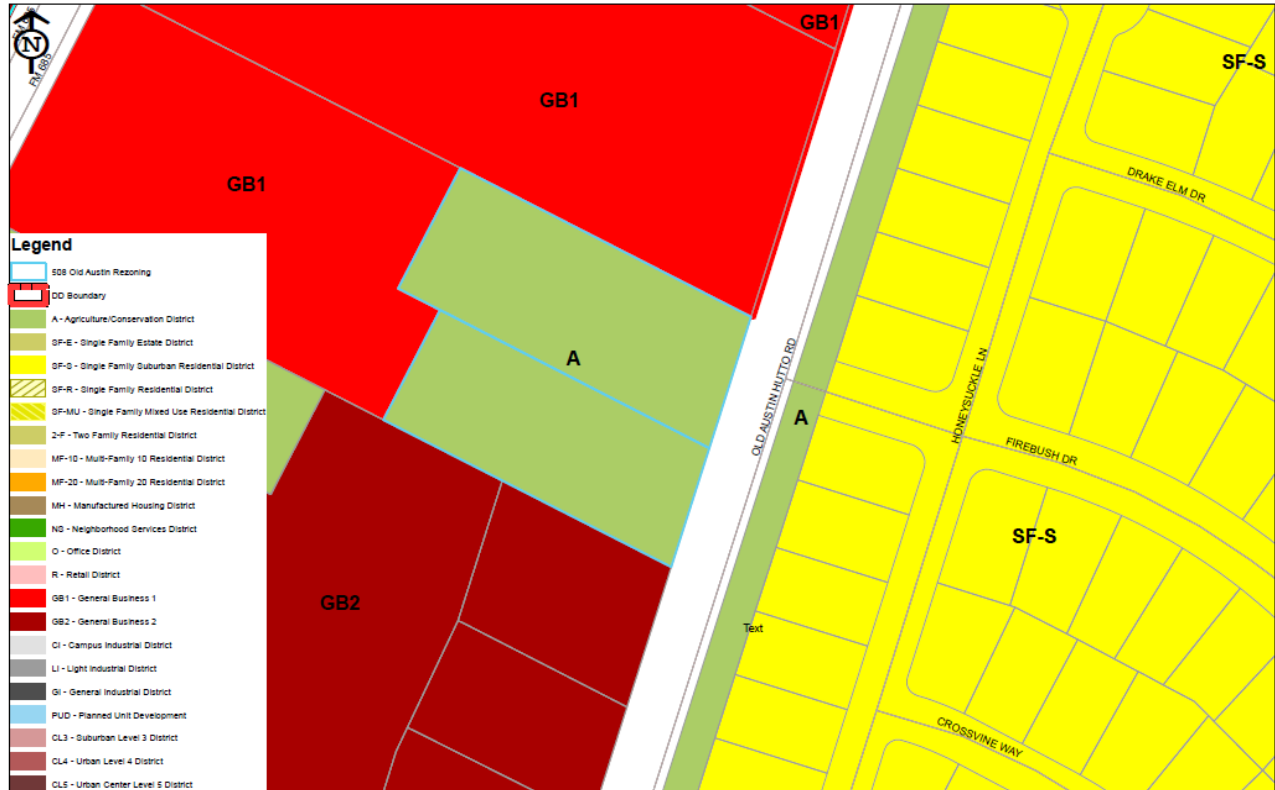 N
FM 685
GB1
SF-S
GB1
GB1
DRAKE ELM DR
Legend
508 Old Austin Rezoning
DD Boundary
A - Agriculture/Conservation District
SF-E - Single Family Estate District
SF-S - Single Family Suburban Residential District
SF-R - Single Family Residential District
SF-MU - Single Family Mixed Use Residential District
2-F - Two Family Residential District
MF-10 - Multi-Family 10 Residential District
MF-20 - Multi-Family 20 Residential District
MH - Manufactured Housing District
NS - Neighborhood Services District
O - Office District
R - Retail District
GB1 - General Business 1
GB2 - General Business 2
CI - Campus Industrial District
LI - Light Industrial District
GI - General Industrial District
PUD - Planned Unit Development
CL3 - Suburban Level 3 District
CL4 - Urban Level 4 District
CL5 - Urban Center Level 5 District
A
OLD AUSTIN HUTTO RD
A
HONEYSUCKLE LN
FIREBUSH DR
SF-S
GB2
Text
CROSSVINE WAY